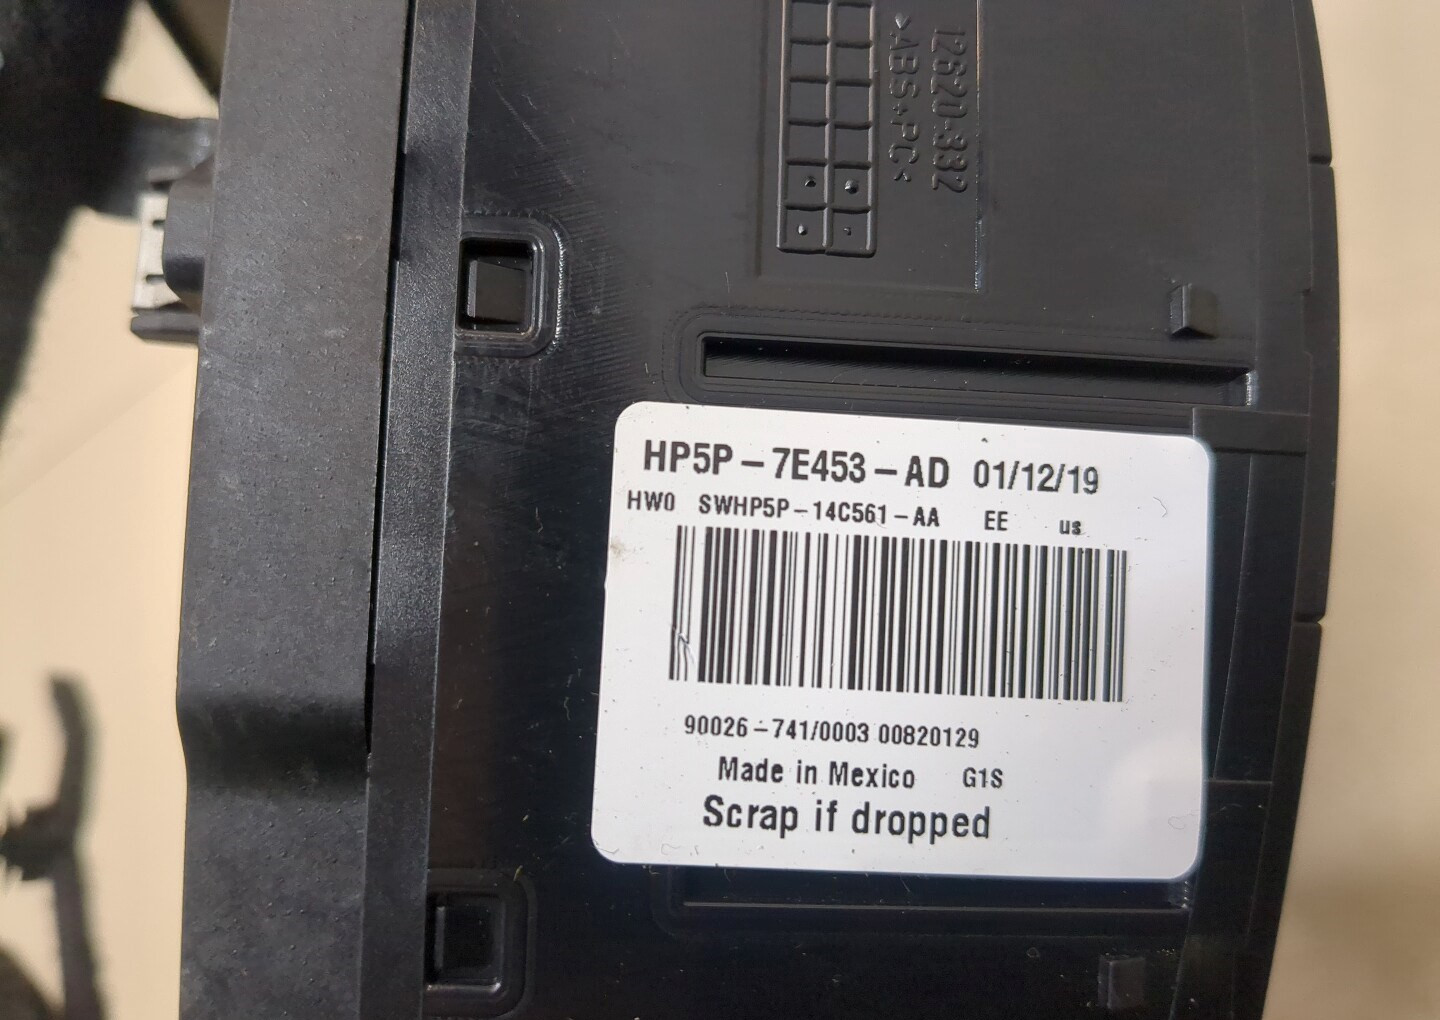 12620-332
>ABS+PC<
HP5P-7E453-AD 01/12/19
HW0 SWHP5P-14C561-AA EE us
90026-741/0003 00820129
Made in Mexico G1S
Scrap if dropped